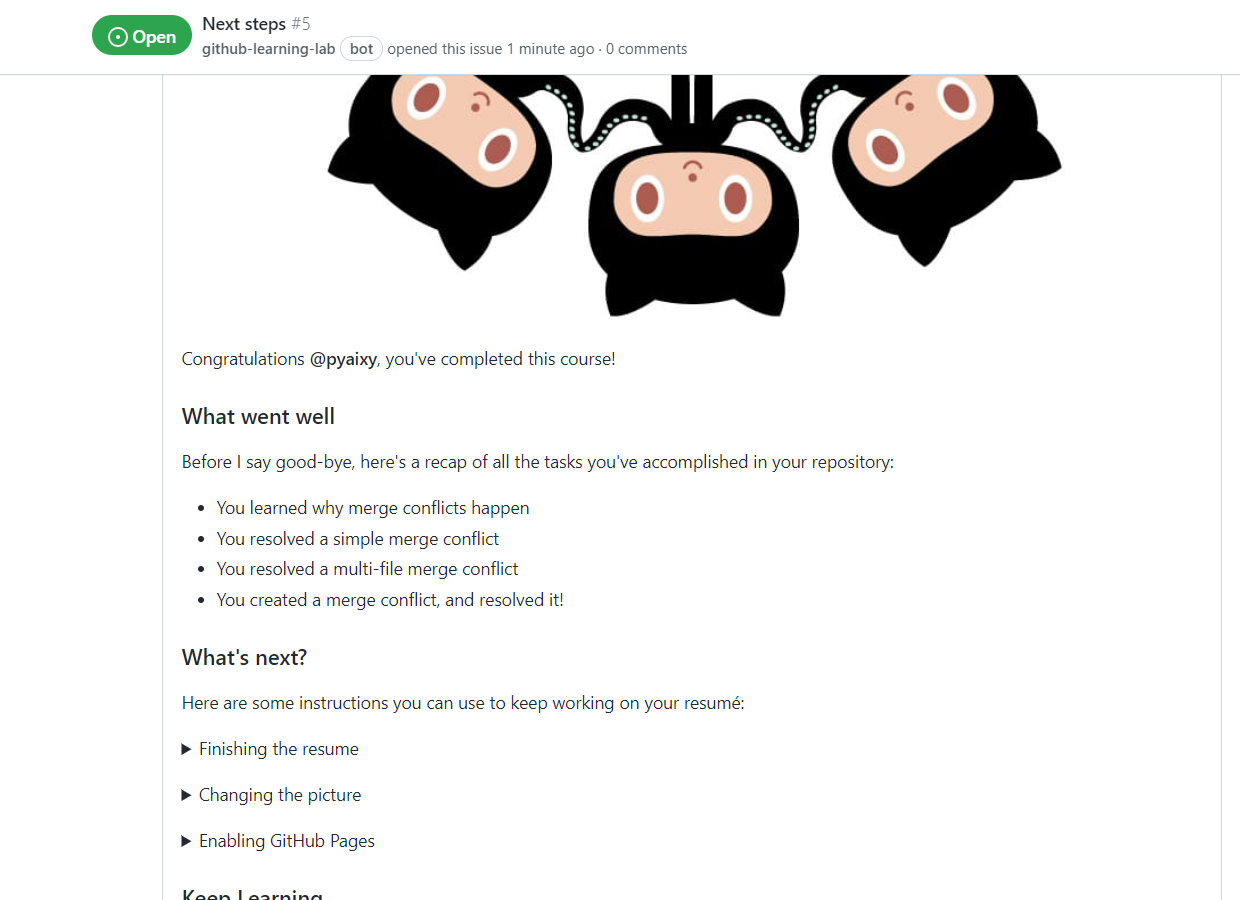 Open
Next steps #5
github-learning-lab bot opened this issue 1 minute ago · 0 comments
Congratulations @pyaixy, you've completed this course!
What went well
Before I say good-bye, here's a recap of all the tasks you've accomplished in your repository:
• You learned why merge conflicts happen
• You resolved a simple merge conflict
• You resolved a multi-file merge conflict
• You created a merge conflict, and resolved it!
What's next?
Here are some instructions you can use to keep working on your resumé:
Finishing the resume
Changing the picture
Enabling GitHub Pages
Keep Learning